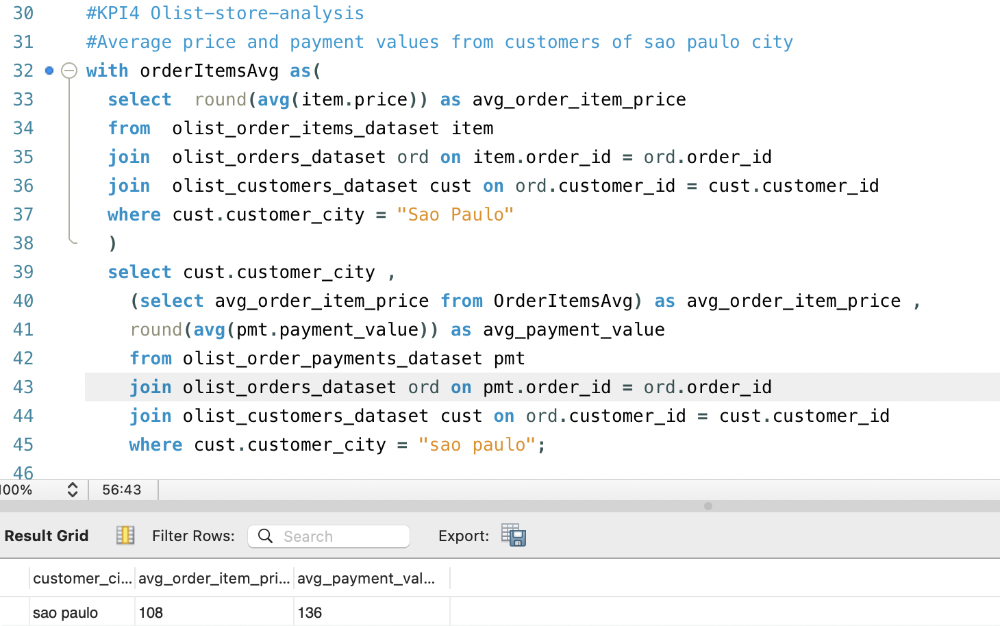 30 #KPI4 Olist-store-analysis
31 #Average price and payment values from customers of sao paulo city
32 with orderItemsAvg as(
33 select round(avg(item.price)) as avg_order_item_price
34 from olist_order_items_dataset item
35 join olist_orders_dataset ord on item.order_id = ord.order_id
36 join olist_customers_dataset cust on ord.customer_id = cust.customer_id
37 where cust.customer_city = "Sao Paulo"
38 )
39 select cust.customer_city ,
40 (select avg_order_item_price from OrderItemsAvg) as avg_order_item_price ,
41 round(avg(pmt.payment_value)) as avg_payment_value
42 from olist_order_payments_dataset pmt
43 join olist_orders_dataset ord on pmt.order_id = ord.order_id
44 join olist_customers_dataset cust on ord.customer_id = cust.customer_id
45 where cust.customer_city = "sao paulo";
46
100% 56:43
Result Grid Filter Rows: Search Export:
customer_ci... avg_order_item_pri... avg_payment_val...
sao paulo 108 136